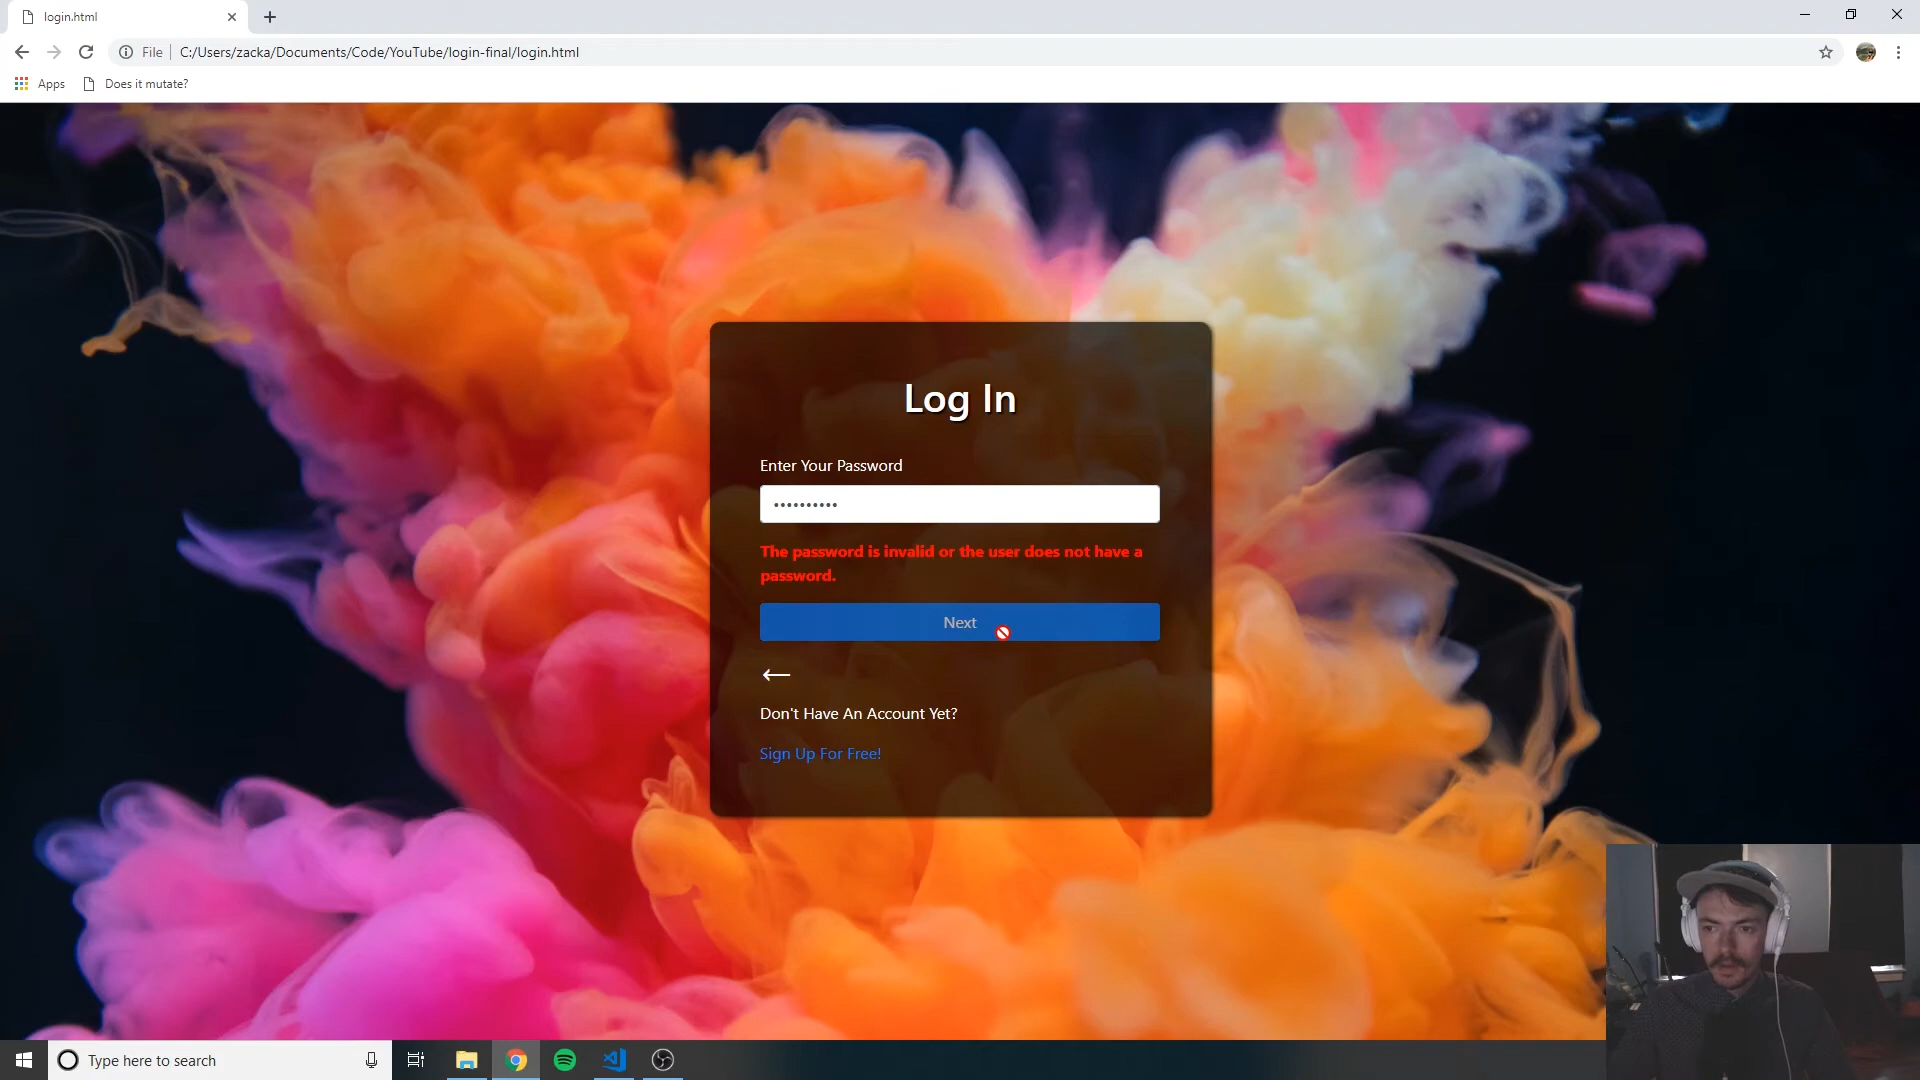 login.html
File
C:/Users/zacka/Documents/Code/YouTube/login-final/login.html
Apps
Does it mutate?
Log In
Enter Your Password
••••••••••
The password is invalid or the user does not have a
password.
Next
Don't Have An Account Yet?
Sign Up For Free!
Type here to search